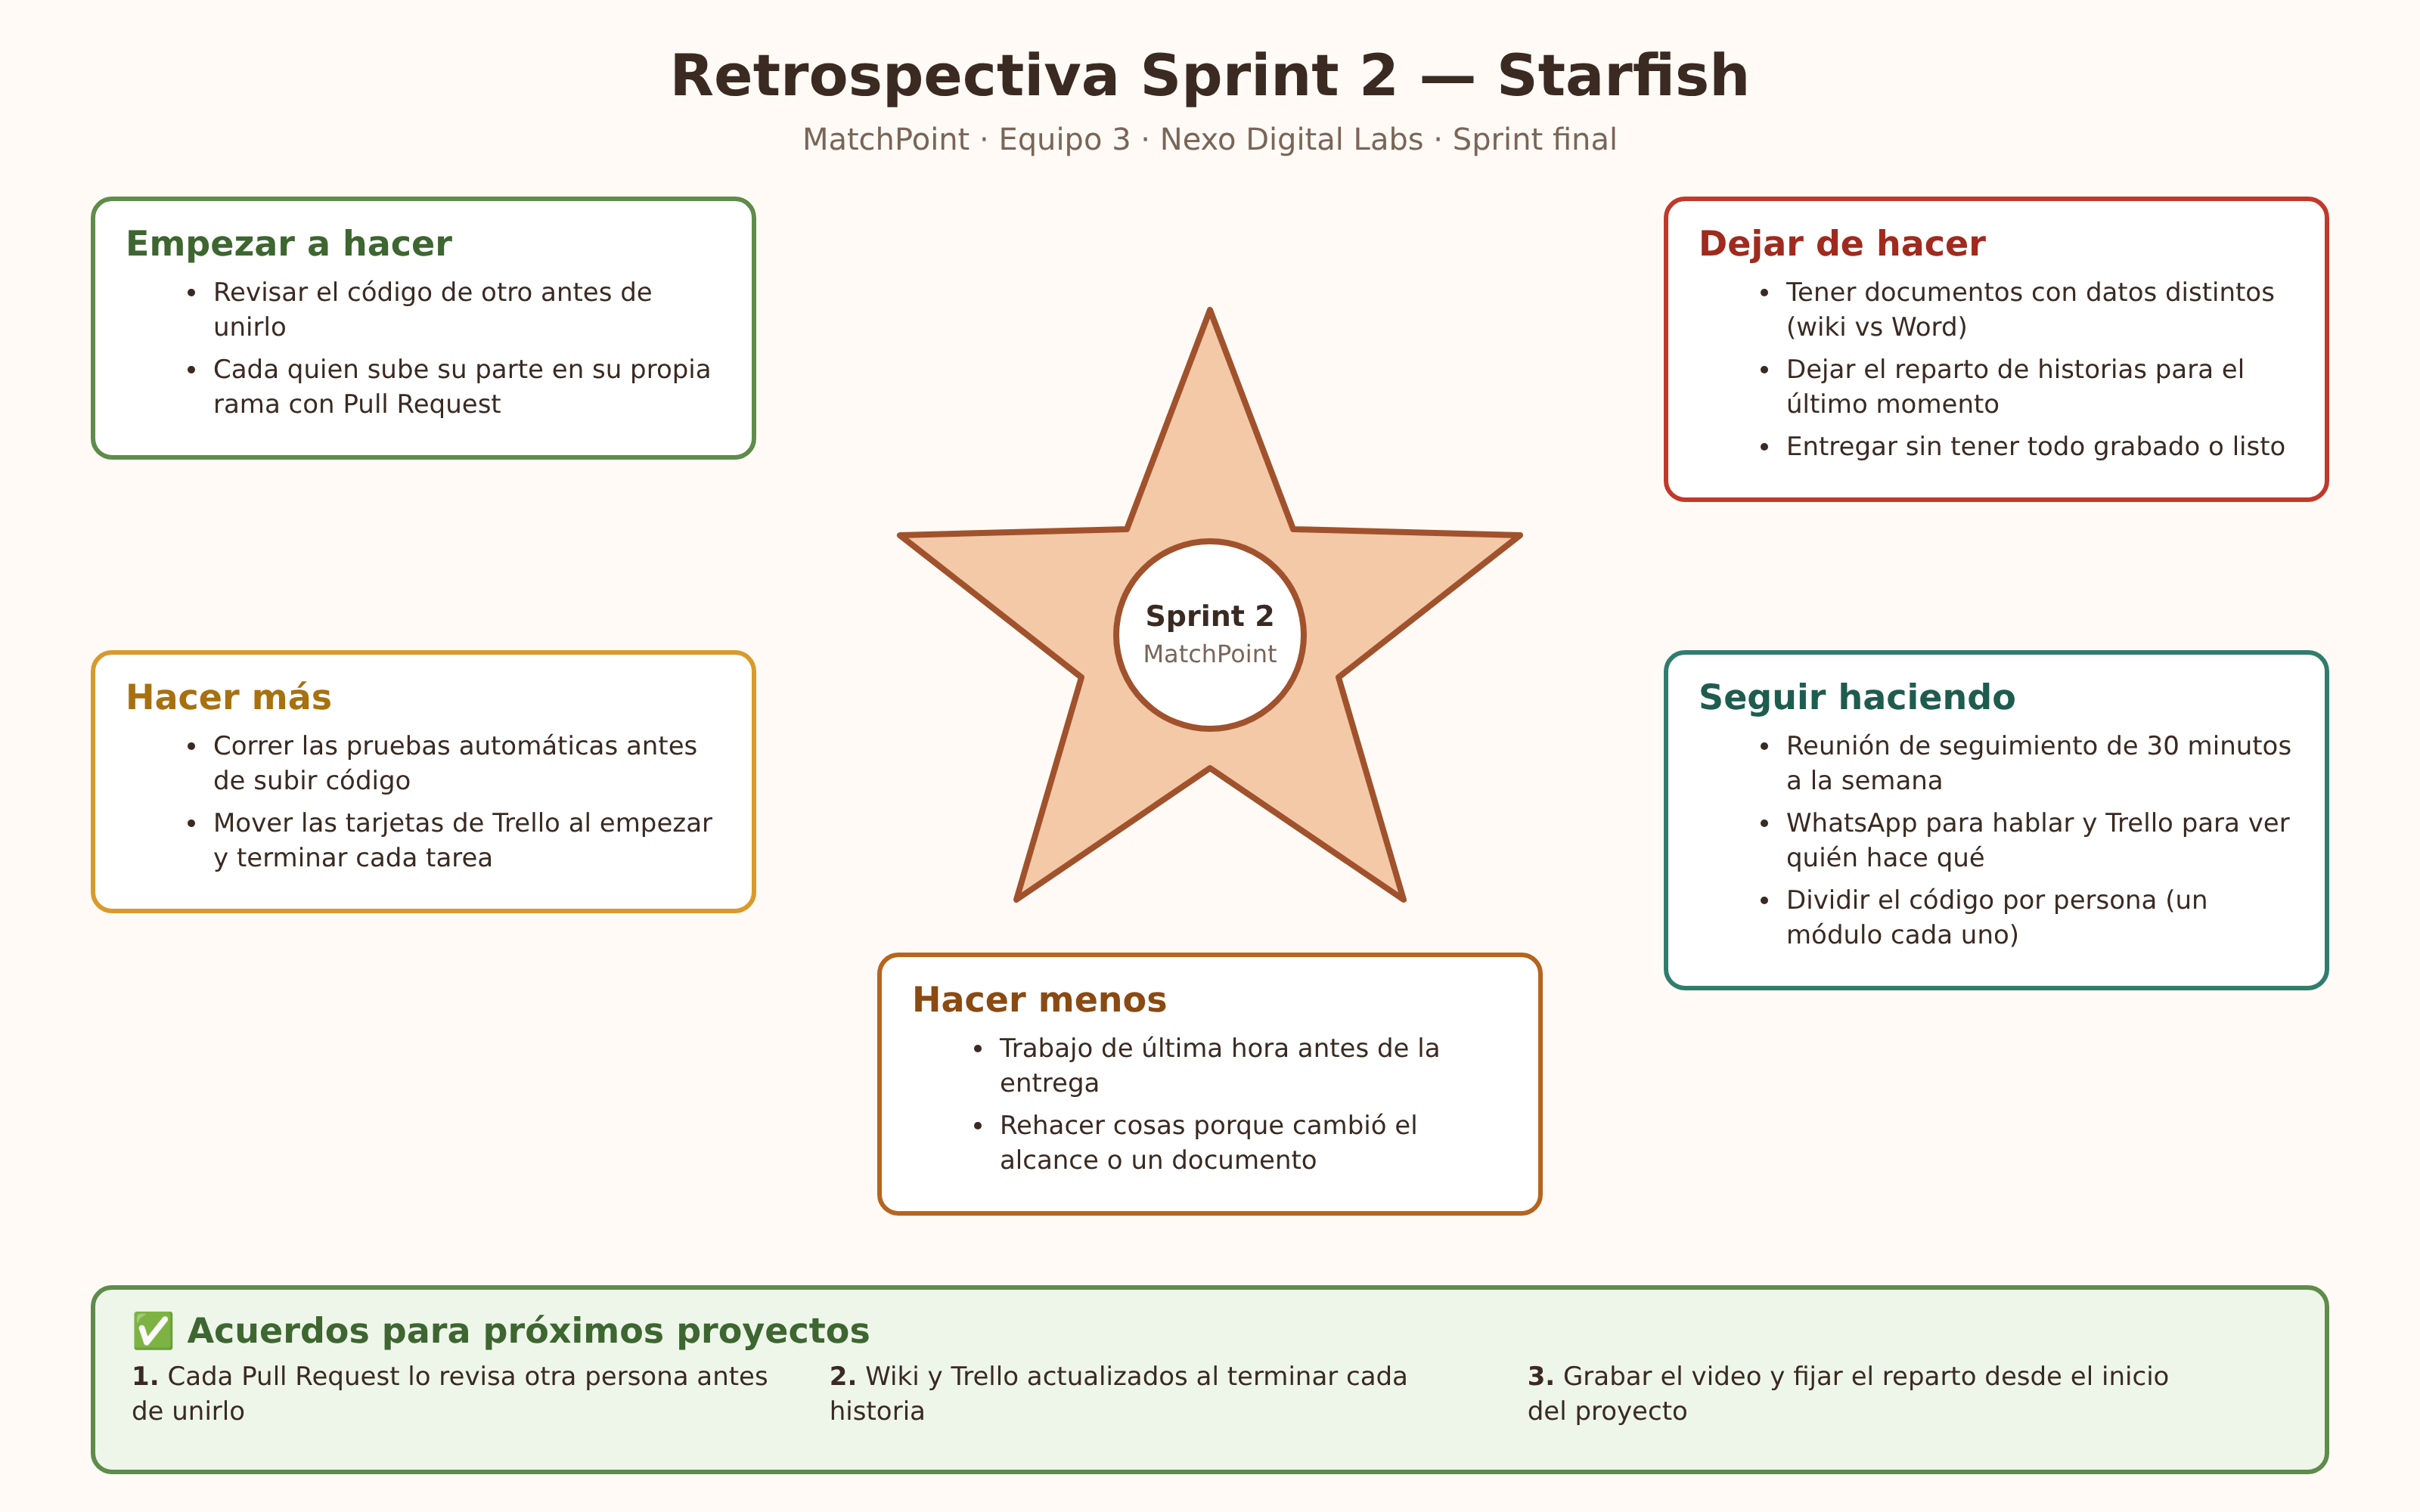 Retrospectiva Sprint 2 — Starfish
MatchPoint · Equipo 3 · Nexo Digital Labs · Sprint final
Empezar a hacer
• Revisar el código de otro antes de
unirlo
• Cada quien sube su parte en su propia
rama con Pull Request
Dejar de hacer
• Tener documentos con datos distintos
(wiki vs Word)
• Dejar el reparto de historias para el
último momento
• Entregar sin tener todo grabado o listo
Sprint 2
MatchPoint
Hacer más
• Correr las pruebas automáticas antes
de subir código
• Mover las tarjetas de Trello al empezar
y terminar cada tarea
Seguir haciendo
• Reunión de seguimiento de 30 minutos
a la semana
• WhatsApp para hablar y Trello para ver
quién hace qué
• Dividir el código por persona (un
módulo cada uno)
Hacer menos
• Trabajo de última hora antes de la
entrega
• Rehacer cosas porque cambió el
alcance o un documento
✅ Acuerdos para próximos proyectos
1. Cada Pull Request lo revisa otra persona antes
de unirlo
2. Wiki y Trello actualizados al terminar cada
historia
3. Grabar el video y fijar el reparto desde el inicio
del proyecto